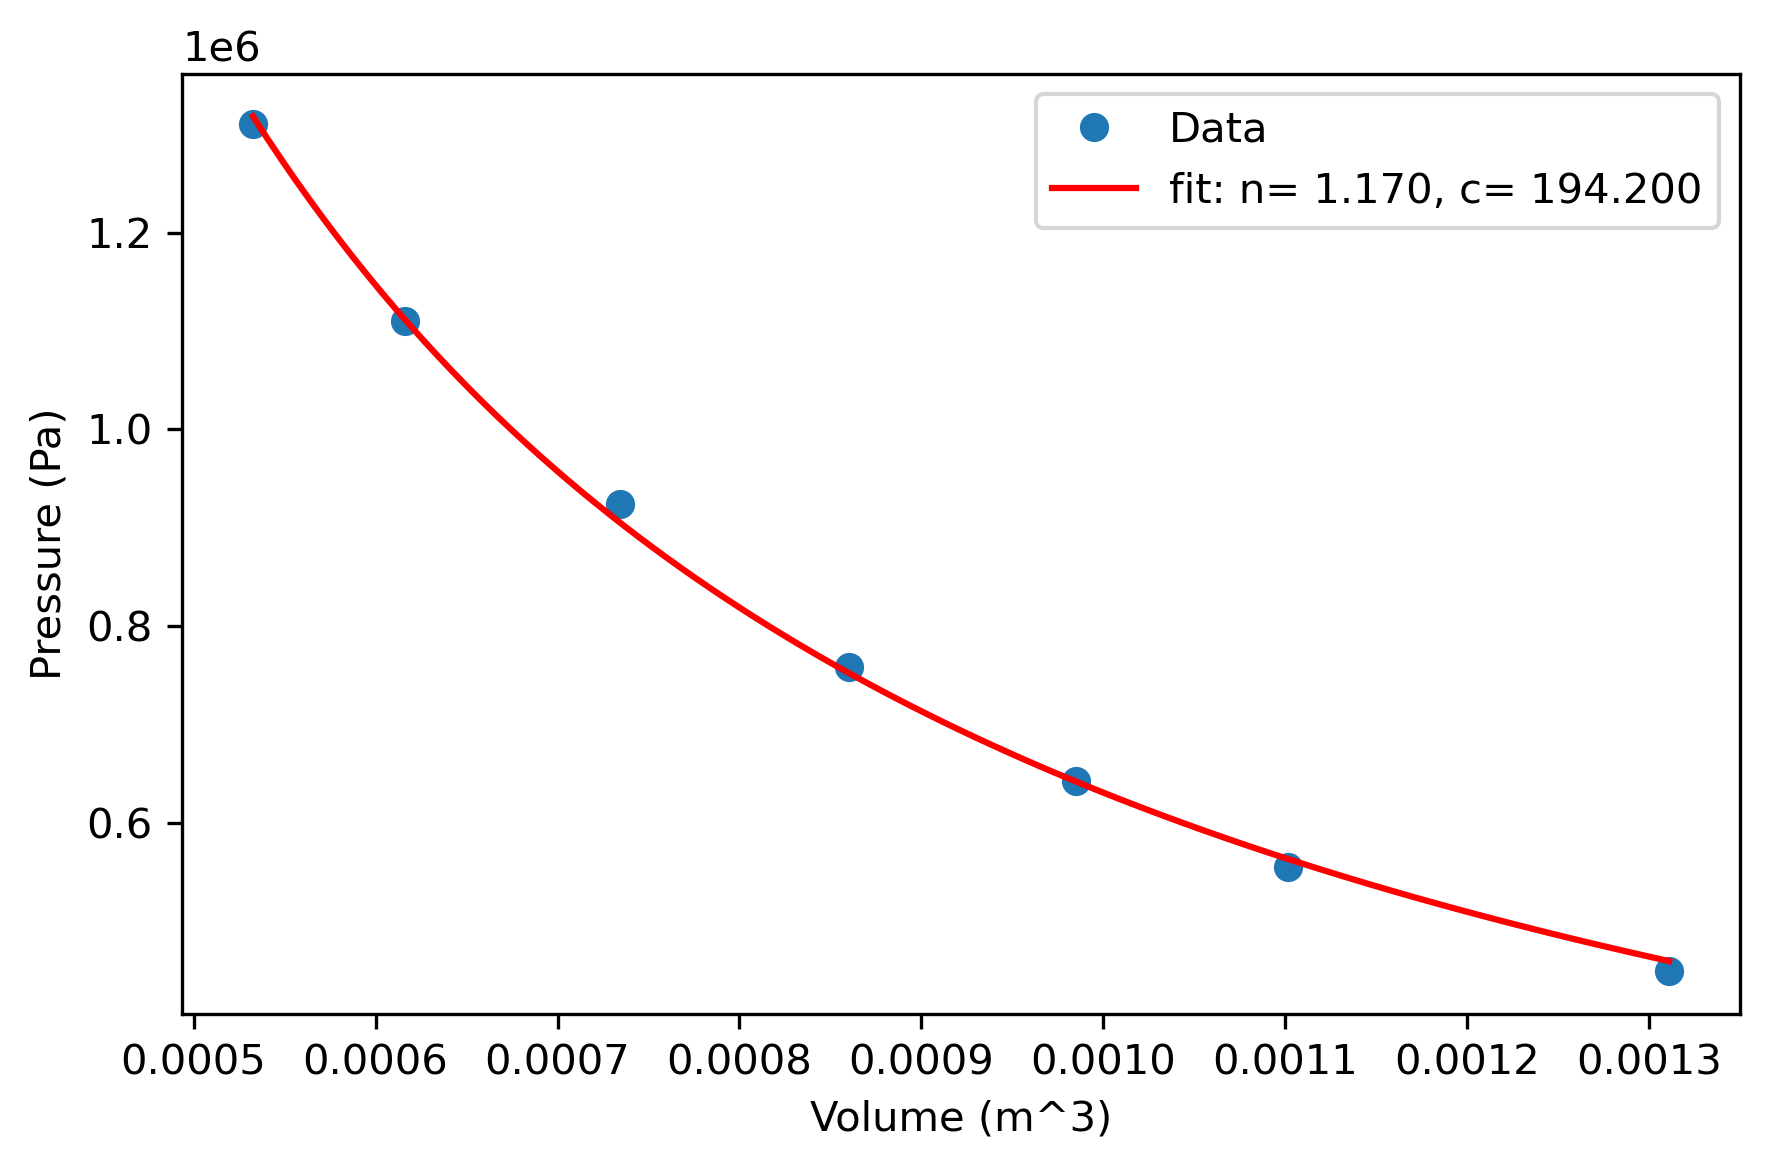 1e6
Data
fit: n= 1.170, c= 194.200
1.2
1.0
0.8
0.6
Pressure (Pa)
0.0005 0.0006 0.0007 0.0008 0.0009 0.0010 0.0011 0.0012 0.0013
Volume (m^3)